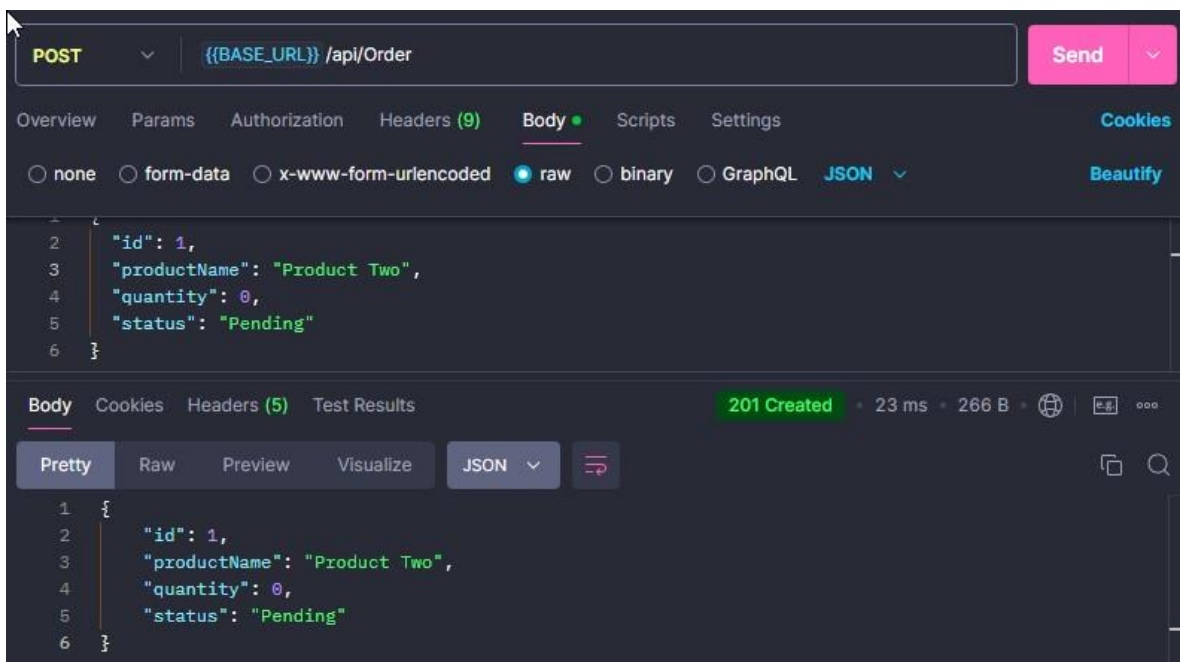 POST {{BASE_URL}} /api/Order Send
Overview Params Authorization Headers (9) Body Scripts Settings Cookies
none form-data x-www-form-urlencoded raw binary GraphQL JSON Beautify
2 "id": 1,
3 "productName": "Product Two",
4 "quantity": 0,
5 "status": "Pending"
6 }
Body Cookies Headers (5) Test Results 201 Created 23 ms 266 B e.g.
Pretty Raw Preview Visualize JSON
1 {
2 "id": 1,
3 "productName": "Product Two",
4 "quantity": 0,
5 "status": "Pending"
6 }